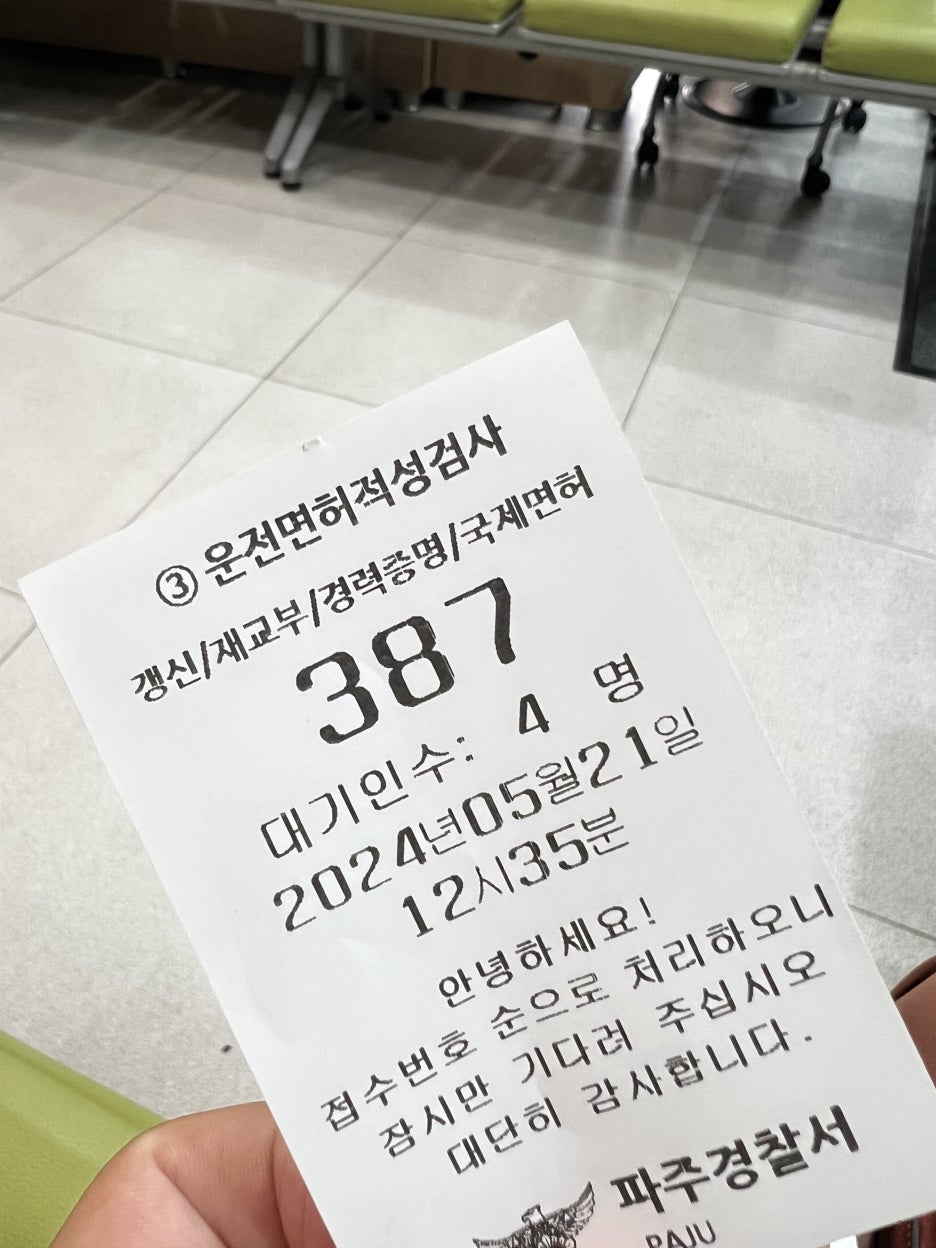 ③ 운전면허적성검사
갱신/재교부/경력증명/국제면허
387
대기인수: 4 명
2024년05월21일
12시35분
안녕하세요!
접수번호 순으로 처리하오니
잠시만 기다려 주십시오
대단히 감사합니다.
파주경찰서
PAJU